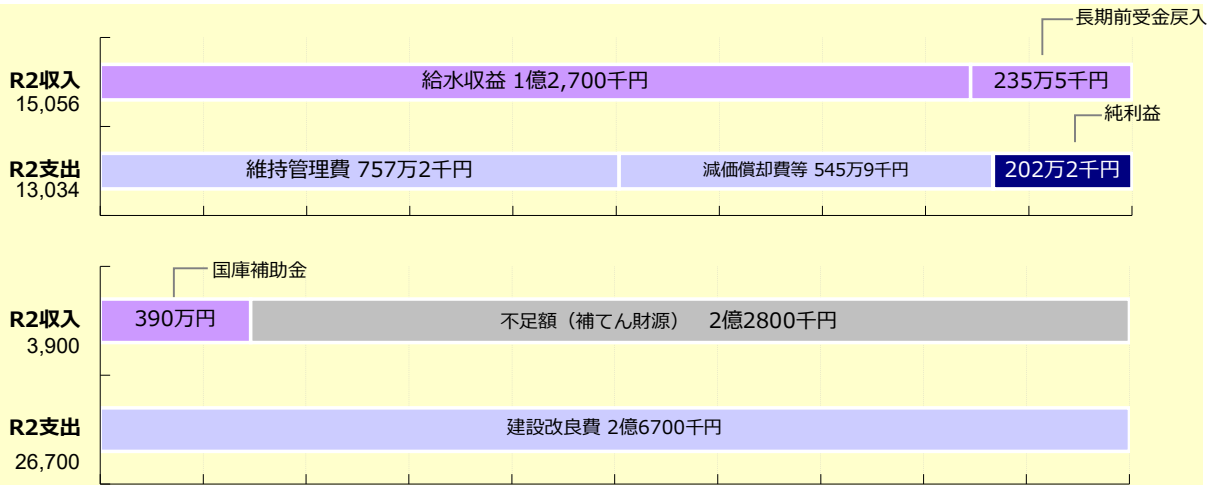 長期前受金戻入
R2収入
15,056
給水収益 1億2,700千円
235万5千円
純利益
R2支出
13,034
維持管理費 757万2千円
減価償却費等 545万9千円
202万2千円
国庫補助金
R2収入
3,900
390万円
不足額（補てん財源）　2億2800千円
R2支出
26,700
建設改良費 2億6700千円